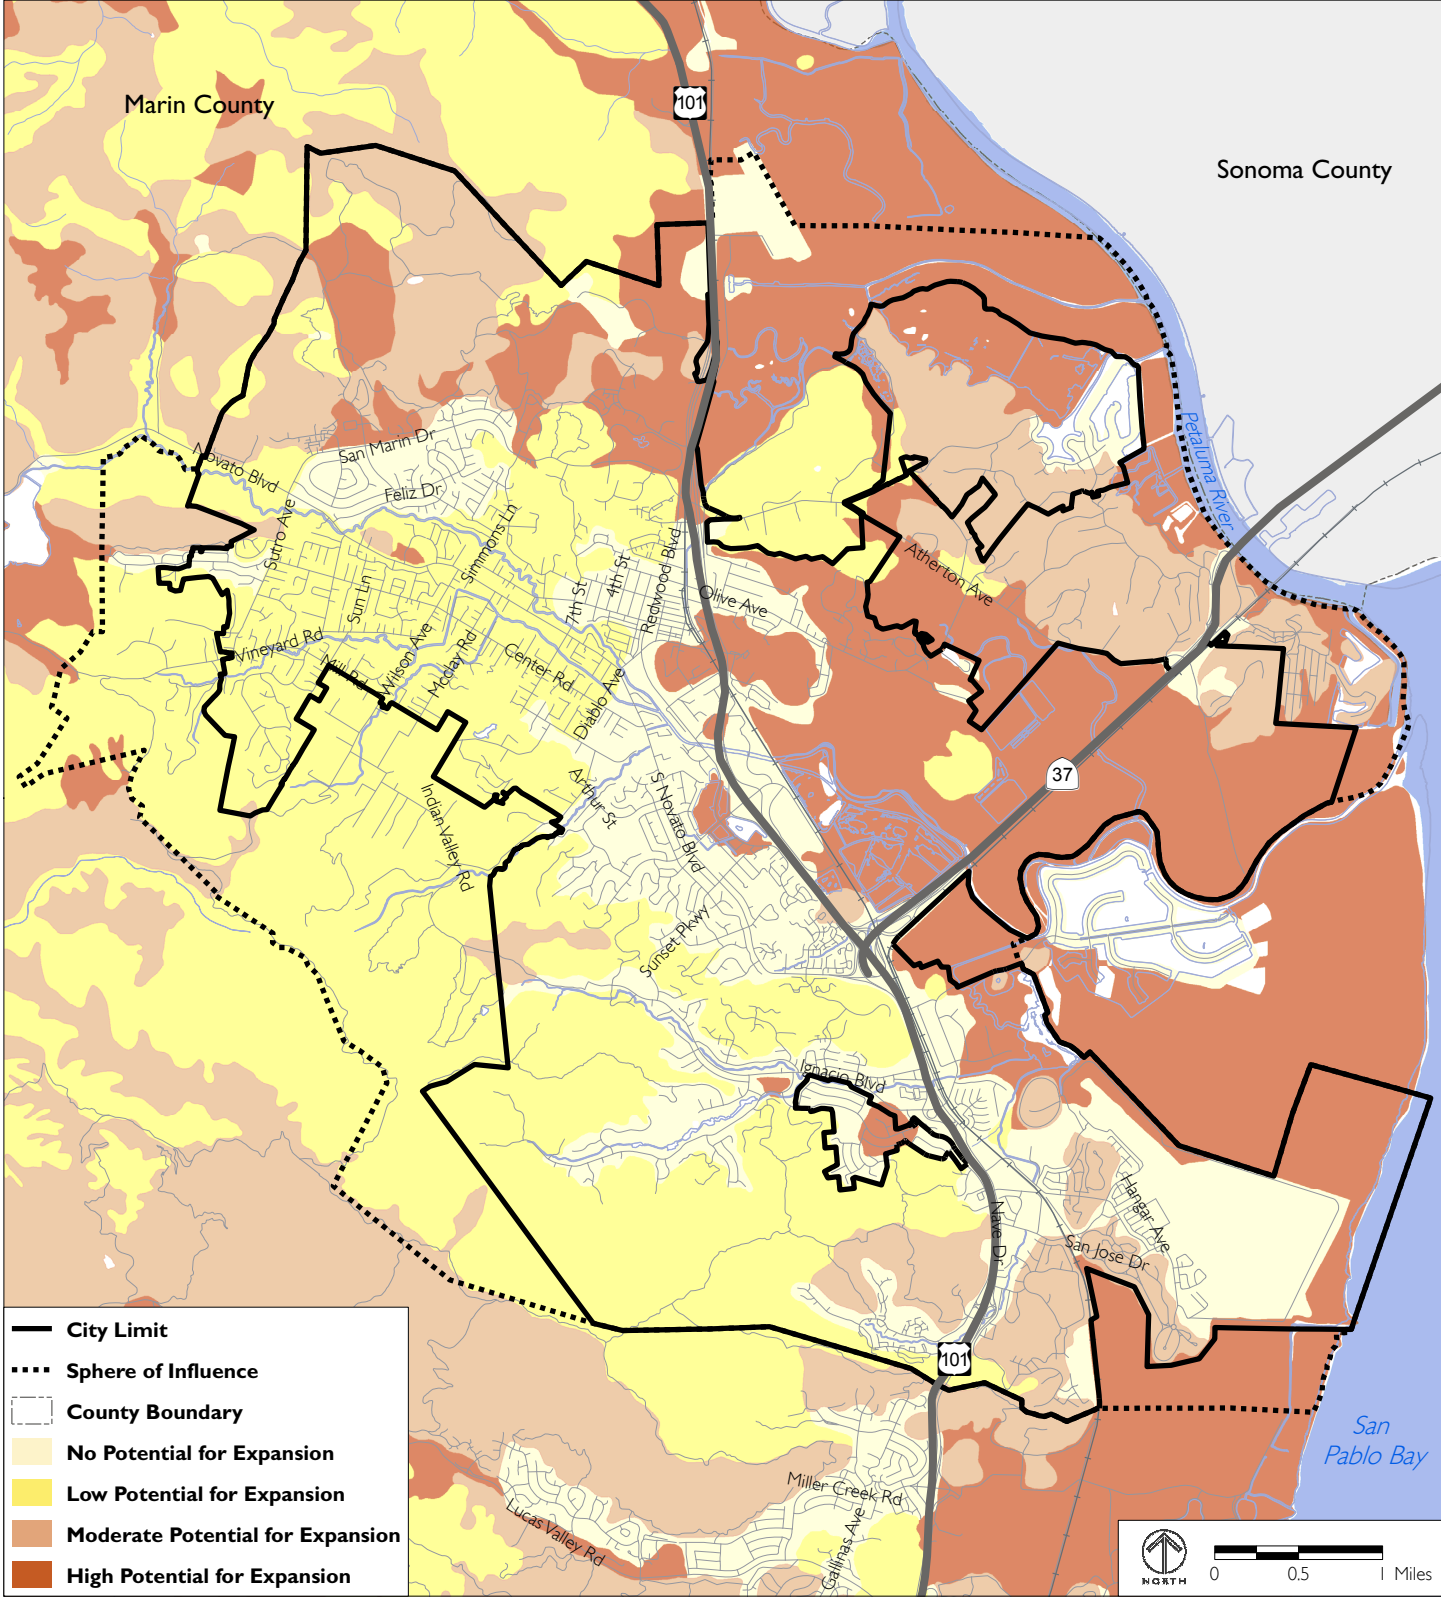 Marin County
101
Sonoma County
San Marin Dr
Novato Blvd
Feliz Dr
Petaluma River
Sutro Ave
Simmons Ln
Atherton Ave
4th St
7th St
Redwood Blvd
Olive Ave
Sun Ln
Vineyard Rd
Mill Rd
Wilson Ave
Mcclay Rd
Center Rd
Diablo Ave
37
Arthur St
S Novato Blvd
Indian Valley Rd
Sunset Pkwy
Ignacio Blvd
Hangar Ave
Nave Dr
San Jose Dr
101
City Limit
Sphere of Influence
County Boundary
No Potential for Expansion
Low Potential for Expansion
Moderate Potential for Expansion
High Potential for Expansion
San
Pablo Bay
Miller Creek Rd
Lucas Valley Rd
Gallinas Ave
NORTH
0 0.5 1 Miles